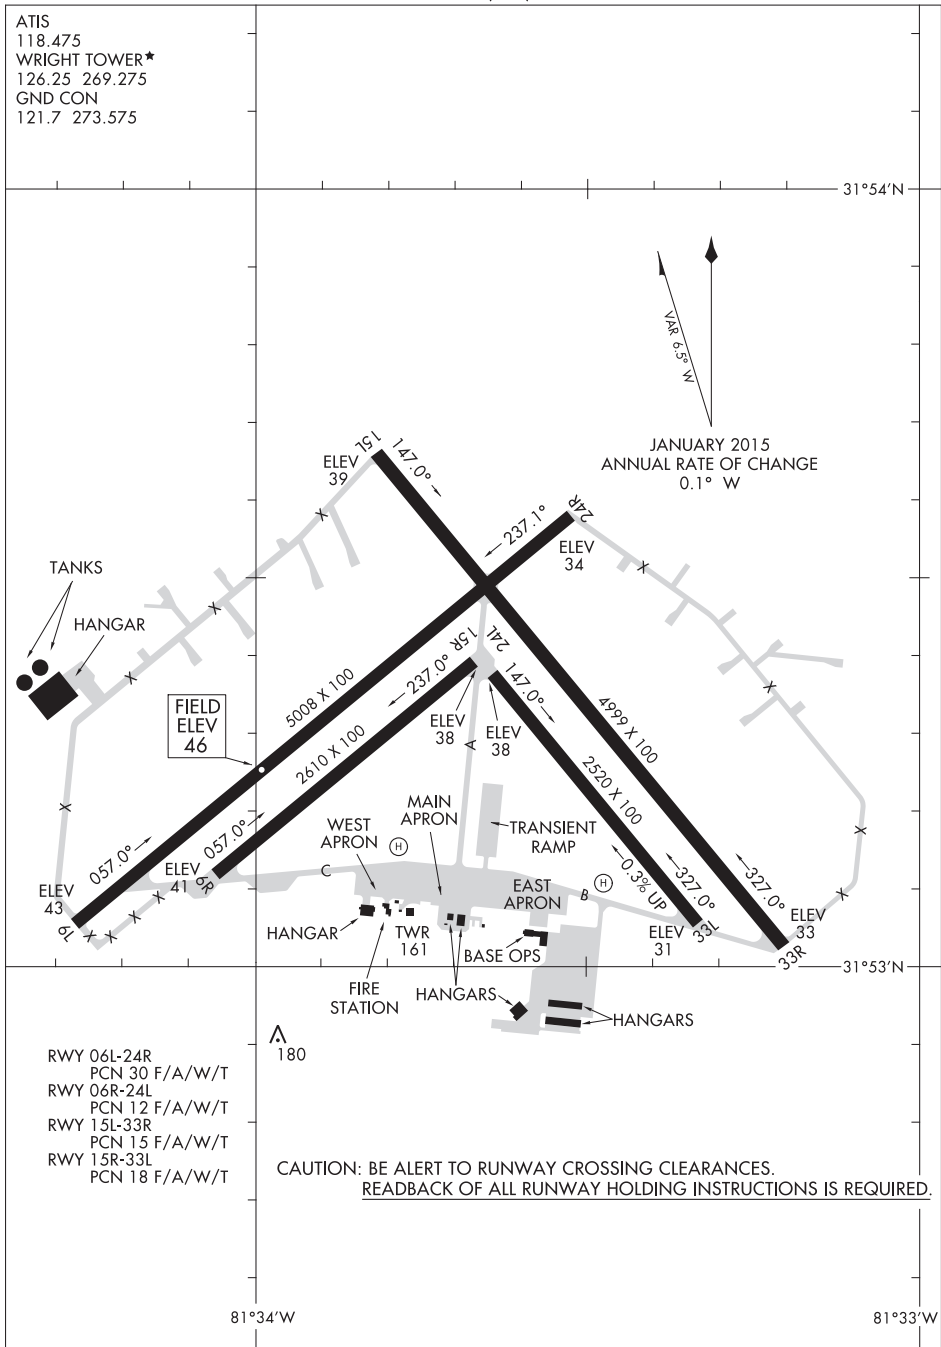 ATIS
118.475
WRIGHT TOWER★
126.25 269.275
GND CON
121.7 273.575
31°54'N
VAR 6.5° W
JANUARY 2015
ANNUAL RATE OF CHANGE
0.1° W
15L
147.0°
ELEV
39
24R
237.1°
ELEV
34
TANKS
HANGAR
15R
24L
237.0°
147.0°
FIELD
ELEV
46
5008 X 100
2610 X 100
ELEV
38
ELEV
38
A
4999 X 100
2520 X 100
057.0°
057.0°
MAIN
APRON
WEST
APRON
H
TRANSIENT
RAMP
ELEV
41
6R
C
ELEV
43
6L
EAST
APRON
H
B
0.3% UP
327.0°
327.0°
ELEV
31
33L
ELEV
33
33R
HANGAR
TWR
161
BASE OPS
31°53'N
FIRE
STATION
HANGARS
HANGARS
180
RWY 06L-24R
PCN 30 F/A/W/T
RWY 06R-24L
PCN 12 F/A/W/T
RWY 15L-33R
PCN 15 F/A/W/T
RWY 15R-33L
PCN 18 F/A/W/T
CAUTION: BE ALERT TO RUNWAY CROSSING CLEARANCES.
READBACK OF ALL RUNWAY HOLDING INSTRUCTIONS IS REQUIRED.
81°34'W
81°33'W